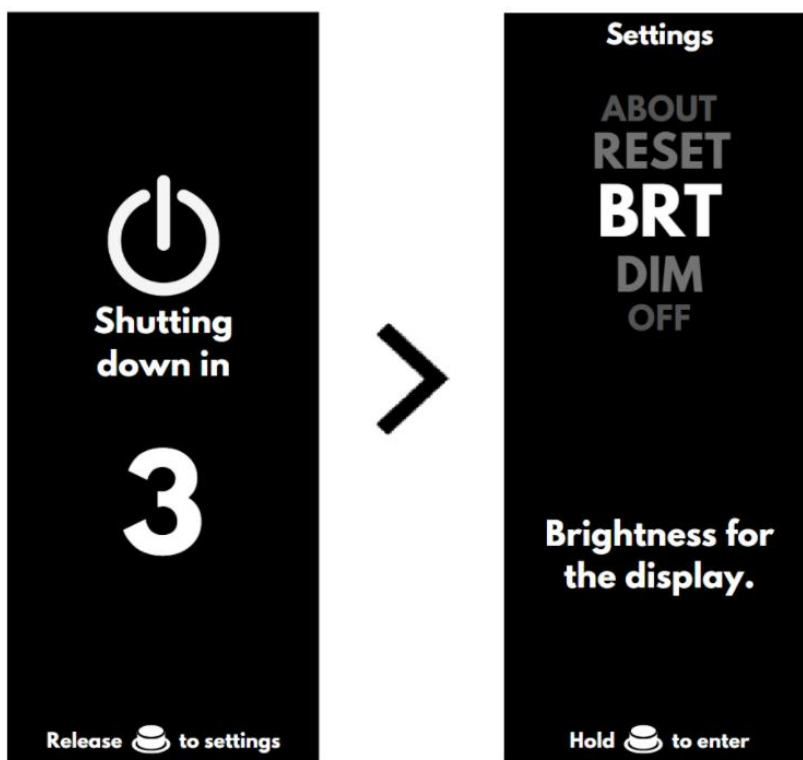 Shutting
down in
3
Release to settings
Settings
ABOUT
RESET
BRT
DIM
OFF
Brightness for
the display.
Hold to enter